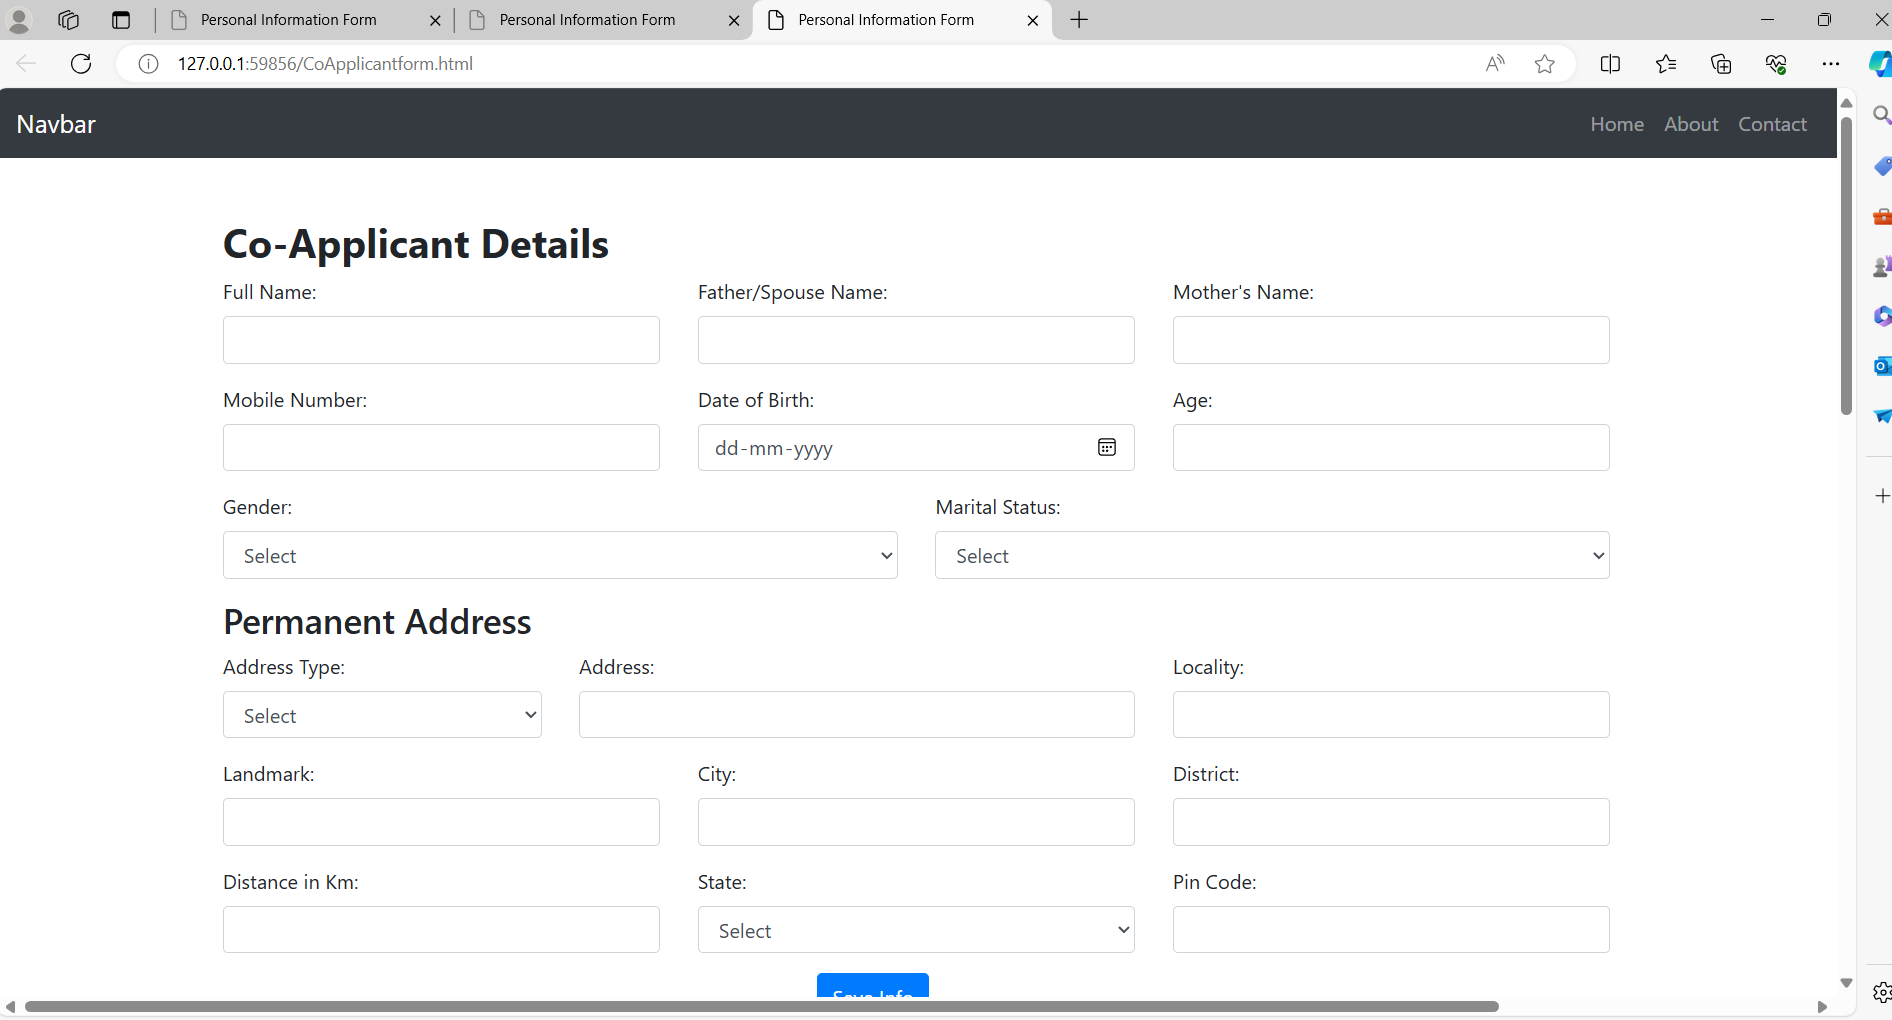 Personal Information Form Personal Information Form Personal Information Form
127.0.0.1:59856/CoApplicantform.html
Navbar Home About Contact
Co-Applicant Details
Full Name: Father/Spouse Name: Mother's Name:
Mobile Number: Date of Birth: Age:
dd-mm-yyyy
Gender: Marital Status:
Select Select
Permanent Address
Address Type: Address: Locality:
Select
Landmark: City: District:
Distance in Km: State: Pin Code:
Select
Save Info